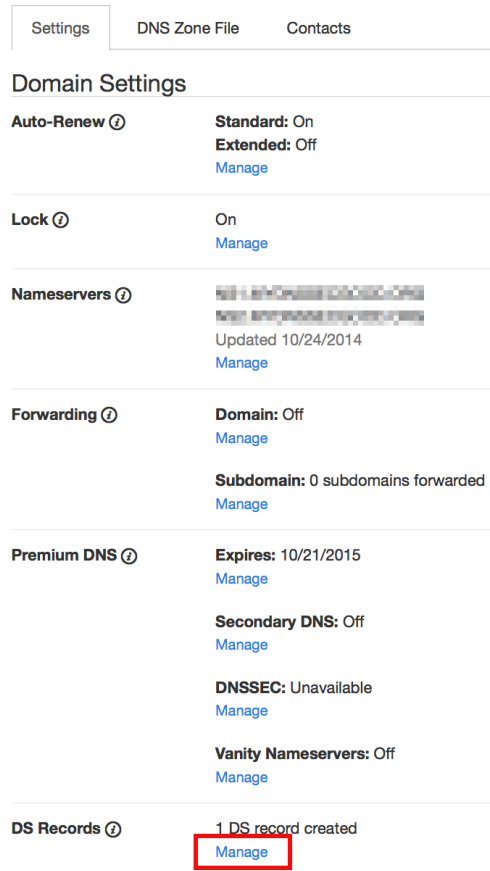 Settings DNS Zone File Contacts
Domain Settings
Auto-Renew Standard: On
Extended: Off
Manage
Lock On
Manage
Nameservers
Updated 10/24/2014
Manage
Forwarding Domain: Off
Manage
Subdomain: 0 subdomains forwarded
Manage
Premium DNS Expires: 10/21/2015
Manage
Secondary DNS: Off
Manage
DNSSEC: Unavailable
Manage
Vanity Nameservers: Off
Manage
DS Records 1 DS record created
Manage